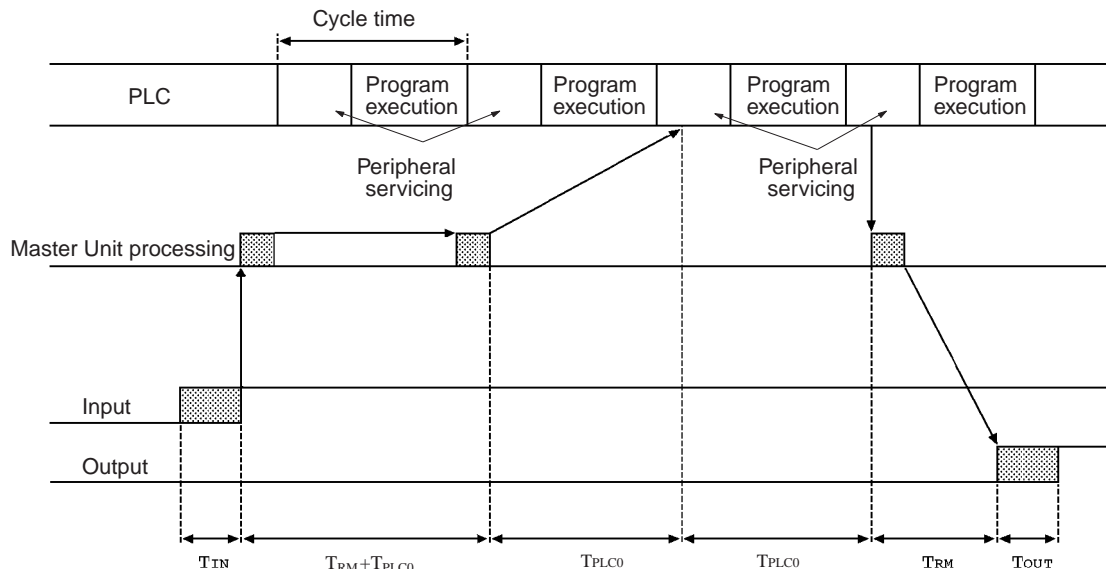 Cycle time
PLC
Program
execution
Program
execution
Program
execution
Program
execution
Peripheral
servicing
Peripheral
servicing
Master Unit processing
Input
Output
TIN
TRM+TPLC0
TPLC0
TPLC0
TRM
TOUT